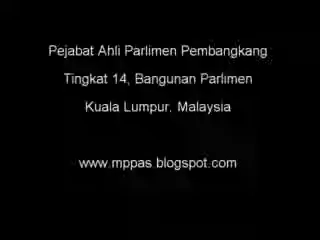 Pejabat Ahli Parlimen Pembangkang
Tingkat 14, Bangunan Parlimen
Kuala Lumpur. Malaysia
www.mppas.blogspot.com